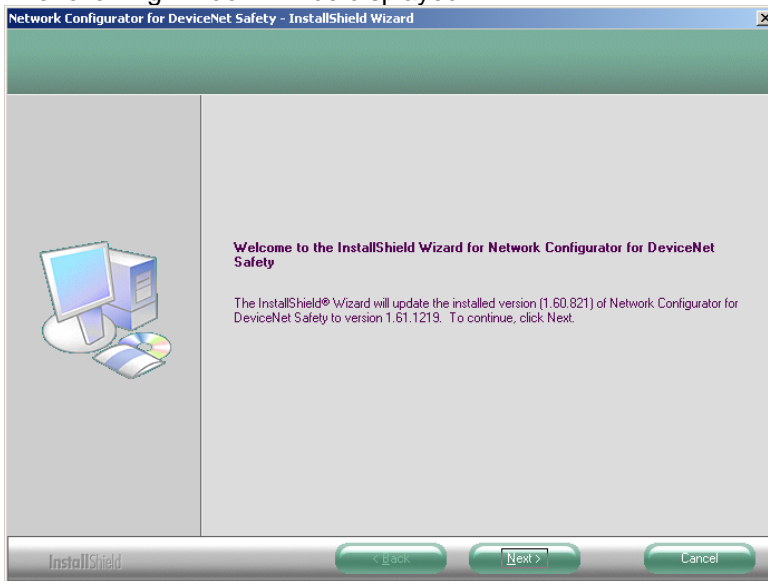 Network Configurator for DeviceNet Safety - InstallShield Wizard
Welcome to the InstallShield Wizard for Network Configurator for DeviceNet
Safety
The InstallShield® Wizard will update the installed version (1.60.821) of Network Configurator for
DeviceNet Safety to version 1.61.1219. To continue, click Next.
InstallShield
< Back
Next >
Cancel